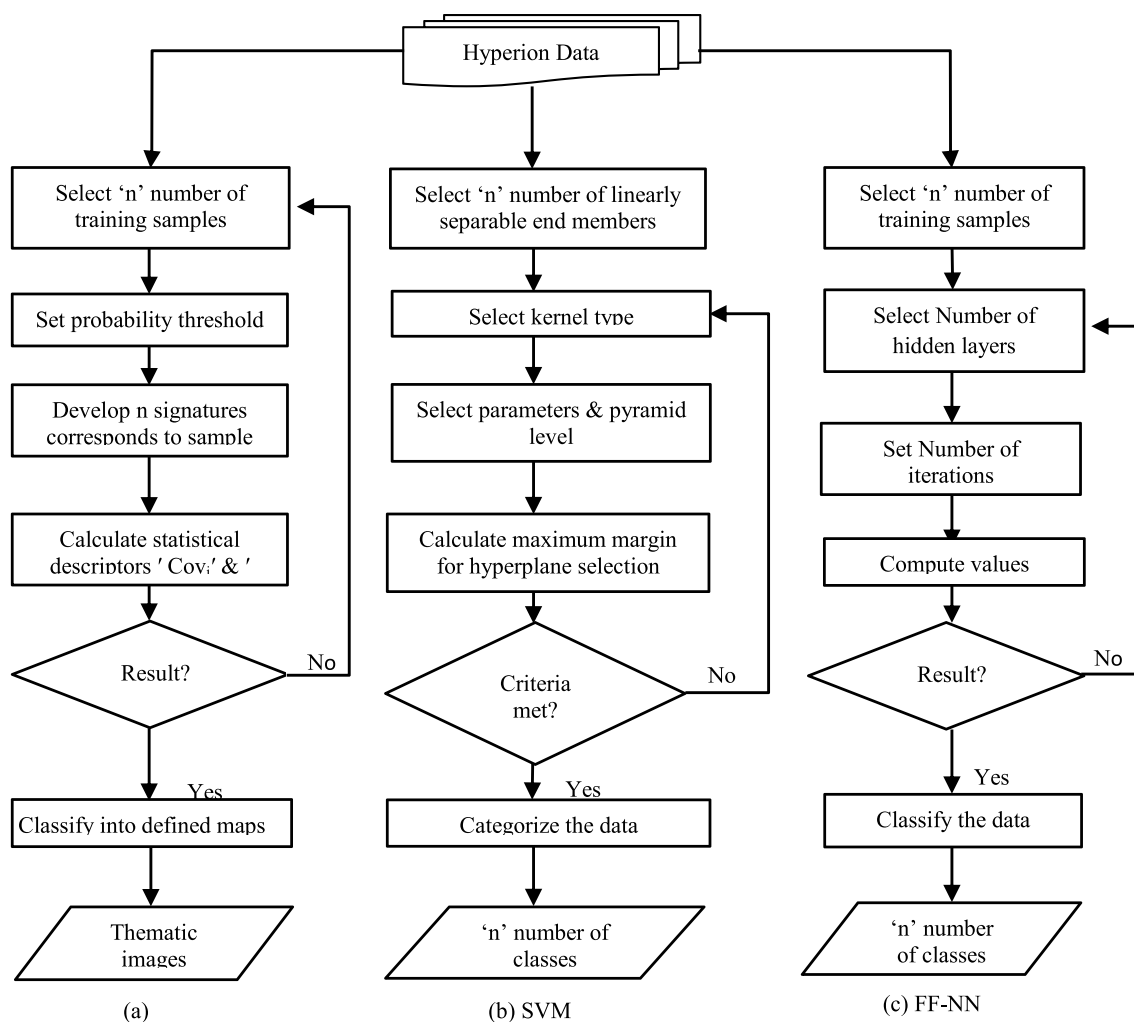 Hyperion Data
Select ‘n’ number of
training samples
Set probability threshold
Develop n signatures
corresponds to sample
Calculate statistical
descriptors ′ Covᵢ′ & ′
Result?
No
Yes
Classify into defined maps
Thematic
images
(a)
Select ‘n’ number of linearly
separable end members
Select kernel type
Select parameters & pyramid
level
Calculate maximum margin
for hyperplane selection
Criteria
met?
No
Yes
Categorize the data
‘n’ number of
classes
(b) SVM
Select ‘n’ number of
training samples
Select Number of
hidden layers
Set Number of
iterations
Compute values
Result?
No
Yes
Classify the data
‘n’ number
of classes
(c) FF-NN